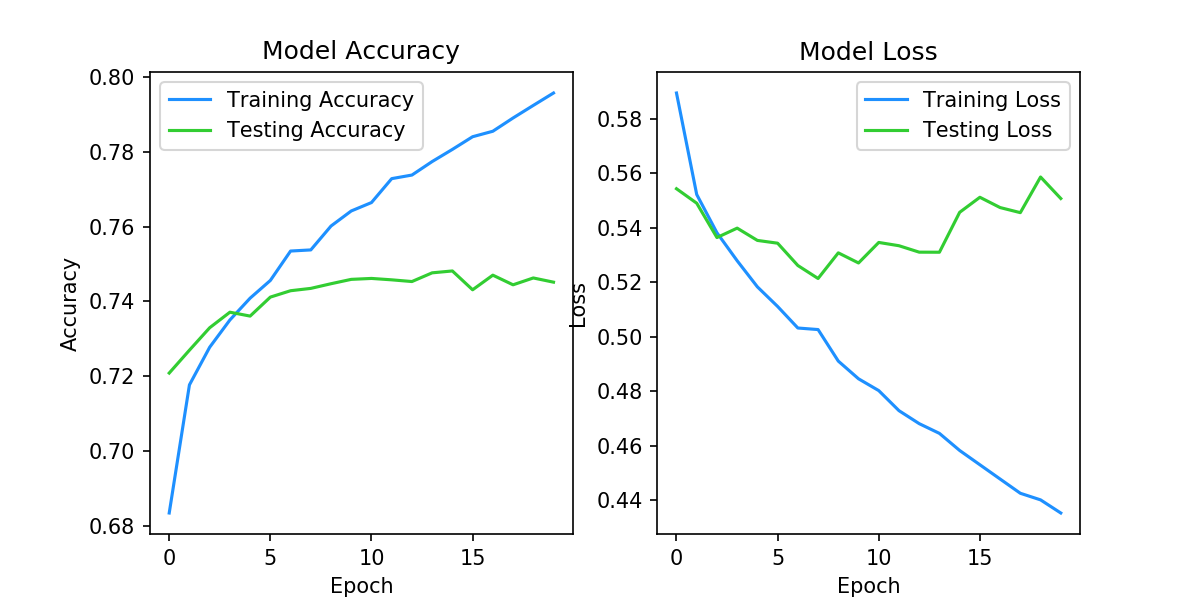 Model Accuracy
Training Accuracy
Testing Accuracy
0.80
0.78
0.76
0.74
0.72
0.70
0.68
Accuracy
0
5
10
15
Epoch
Model Loss
Training Loss
Testing Loss
0.58
0.56
0.54
0.52
0.50
0.48
0.46
0.44
Loss
0
5
10
15
Epoch